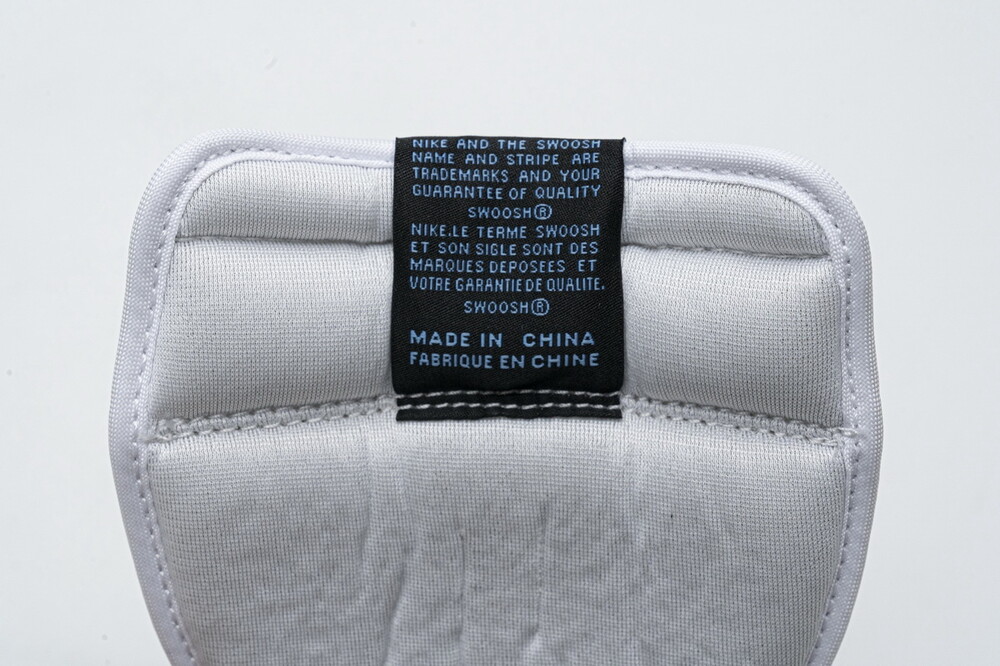 NIKE AND THE SWOOSH
NAME AND STRIPE ARE
TRADEMARKS AND YOUR
GUARANTEE OF QUALITY
SWOOSH®
NIKE.LE TERME SWOOSH
ET SON SIGLE SONT DES
MARQUES DEPOSEES ET
VOTRE GARANTIE DE QUALITE.
SWOOSH®
MADE IN CHINA
FABRIQUE EN CHINE